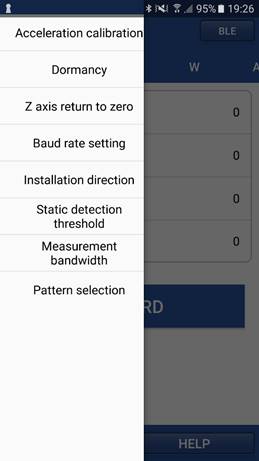 95% 19:26
Acceleration calibration
BLE
Dormancy
W A
Z axis return to zero
0
Baud rate setting
0
Installation direction
0
Static detection
threshold
Measurement
bandwidth
0
Pattern selection
RD
HELP